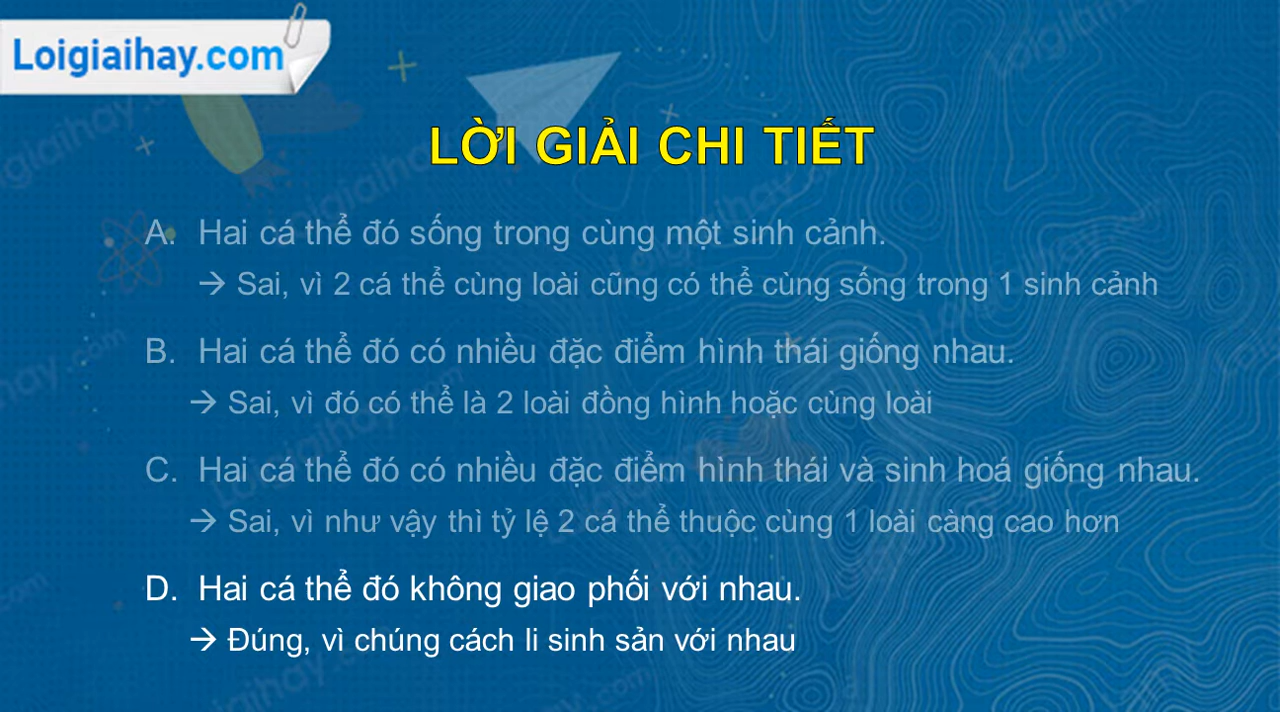 Loigiaihay.com
LỜI GIẢI CHI TIẾT
A. Hai cá thể đó sống trong cùng một sinh cảnh.
→ Sai, vì 2 cá thể cùng loài cũng có thể cùng sống trong 1 sinh cảnh
B. Hai cá thể đó có nhiều đặc điểm hình thái giống nhau.
→ Sai, vì đó có thể là 2 loài đồng hình hoặc cùng loài
C. Hai cá thể đó có nhiều đặc điểm hình thái và sinh hoá giống nhau.
→ Sai, vì như vậy thì tỷ lệ 2 cá thể thuộc cùng 1 loài càng cao hơn
D. Hai cá thể đó không giao phối với nhau.
→ Đúng, vì chúng cách li sinh sản với nhau